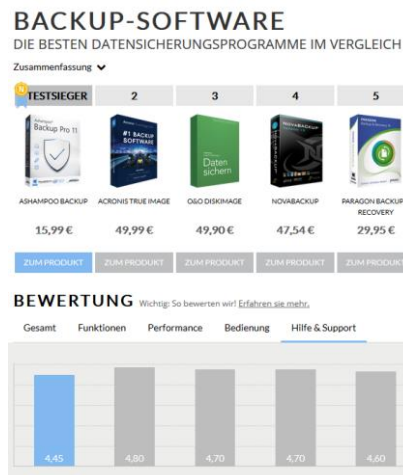 BACKUP-SOFTWARE
DIE BESTEN DATENSICHERUNGSPROGRAMME IM VERGLEICH
Zusammenfassung
TESTSIEGER 2 3 4 5
Backup Pro 11
#1 BACKUP
SOFTWARE
Daten
sichern
NOVABACKUP
ASHAMPOO BACKUP ACRONIS TRUE IMAGE O&O DISKIMAGE NOVABACKUP PARAGON BACKUP
RECOVERY
15,99 € 49,99 € 49,90 € 47,54 € 29,95 €
ZUM PRODUKT ZUM PRODUKT ZUM PRODUKT ZUM PRODUKT ZUM PRODUKT
BEWERTUNG Wichtig: So bewerten wir! Erfahren sie mehr.
Gesamt Funktionen Performance Bedienung Hilfe & Support
4,45 4,80 4,70 4,70 4,60